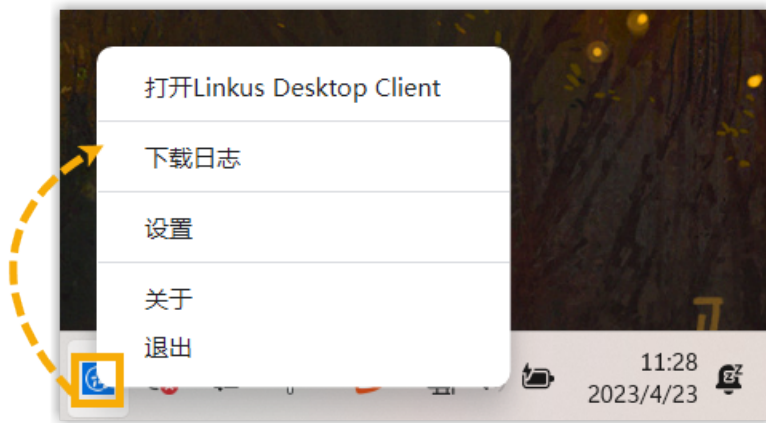 打开Linkus Desktop Client
下载日志
设置
关于
退出
11:28
2023/4/23